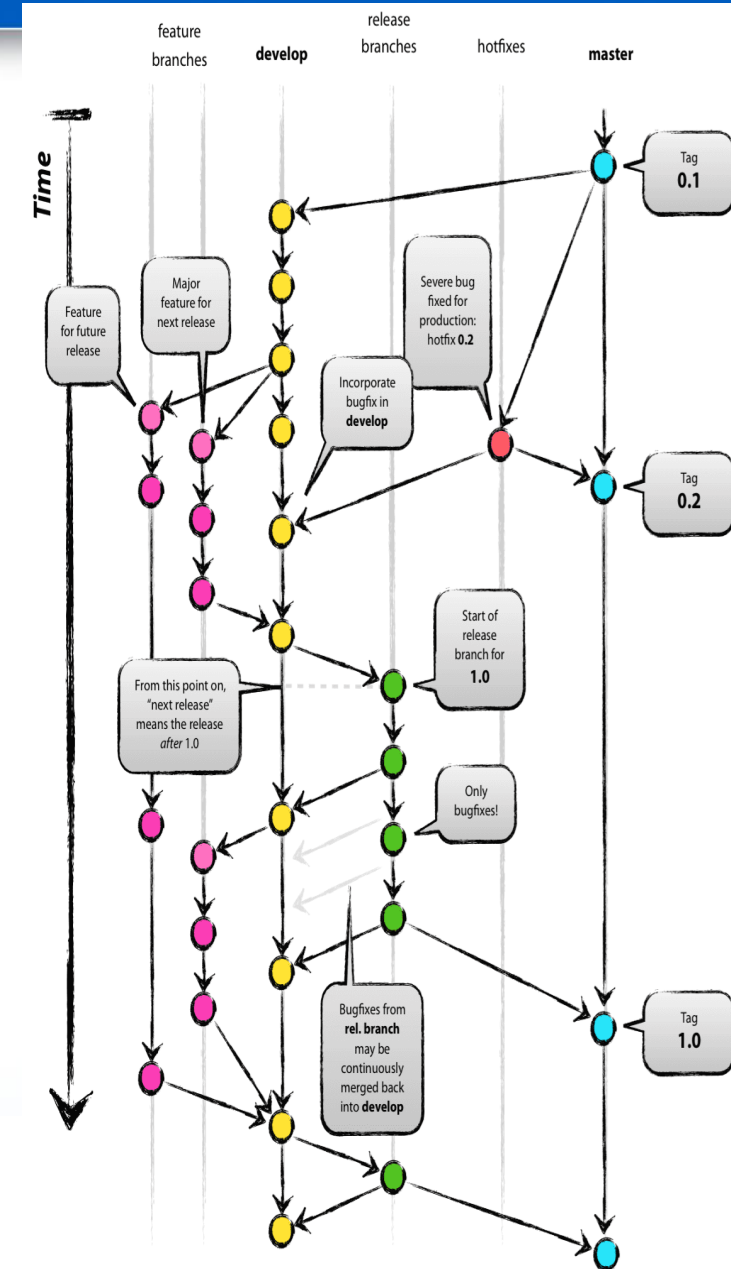 feature
branches
develop
release
branches
hotfixes
master
Time
Tag
0.1
Feature
for future
release
Major
feature for
next release
Severe bug
fixed for
production:
hotfix 0.2
Incorporate
bugfix in
develop
Tag
0.2
Start of
release
branch for
1.0
From this point on,
“next release”
means the release
after 1.0
Only
bugfixes!
Bugfixes from
rel. branch
may be
continuously
merged back
into develop
Tag
1.0